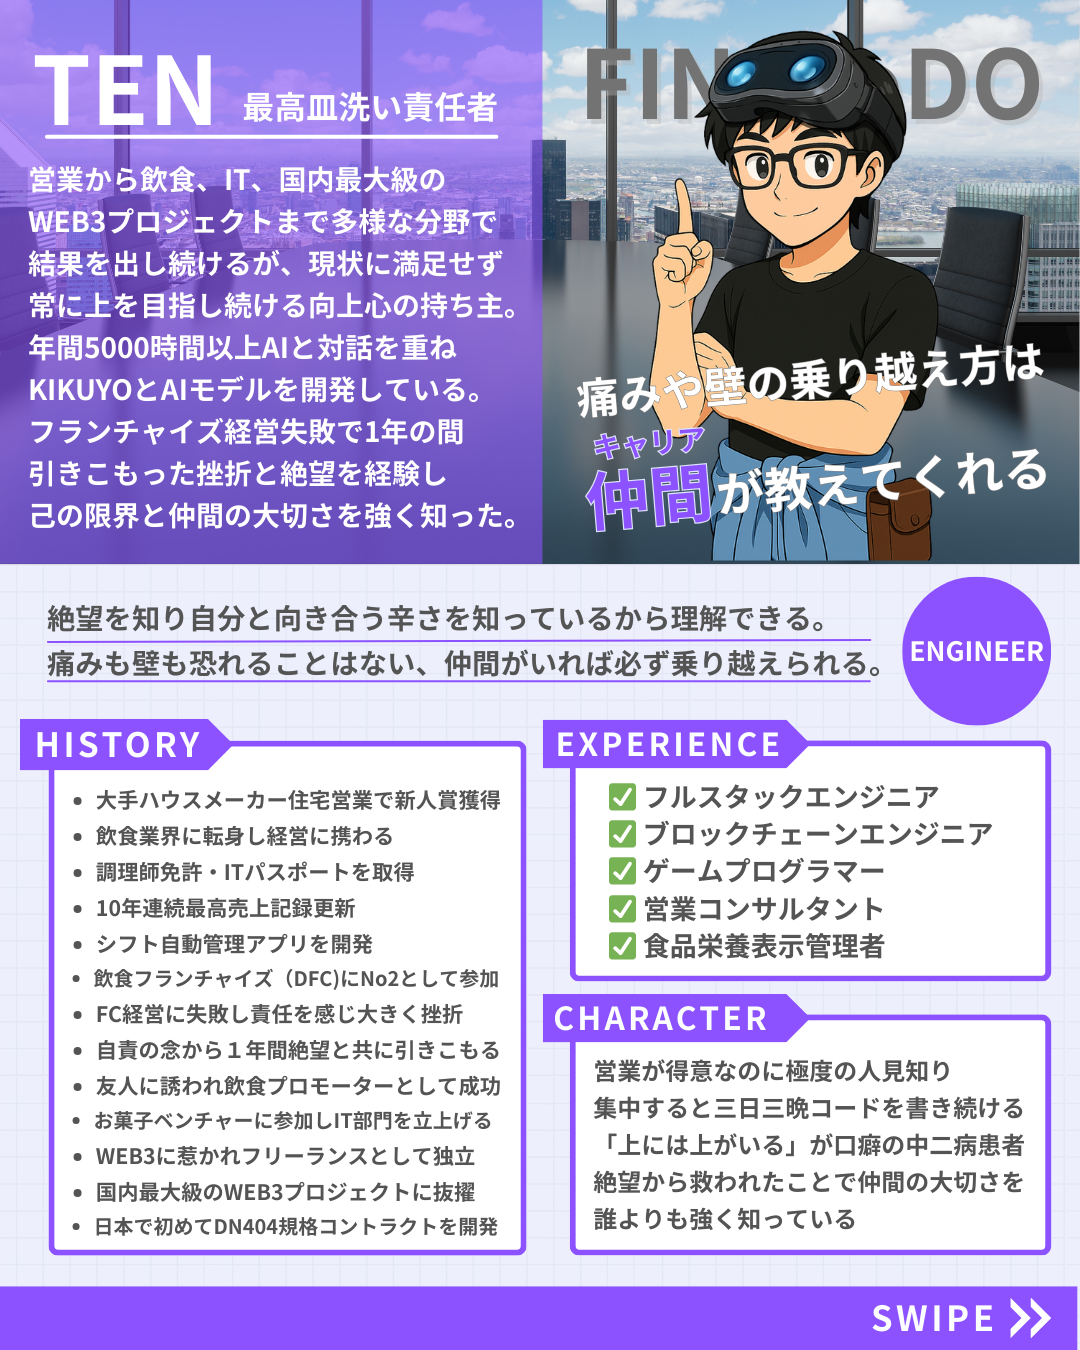 TEN
最高皿洗い責任者
営業から飲食、IT、国内最大級の
WEB3プロジェクトまで多様な分野で
結果を出し続けるが、現状に満足せず
常に上を目指し続ける向上心の持ち主。
年間5000時間以上AIと対話を重ね
KIKUYOとAIモデルを開発している。
フランチャイズ経営失敗で1年の間
引きこもった挫折と絶望を経験し
己の限界と仲間の大切さを強く知った。
FIN
DO
痛みや壁の乗り越え方は
キャリア
仲間が教えてくれる
絶望を知り自分と向き合う辛さを知っているから理解できる。
痛みも壁も恐れることはない、仲間がいれば必ず乗り越えられる。
ENGINEER
HISTORY
• 大手ハウスメーカー住宅営業で新人賞獲得
• 飲食業界に転身し経営に携わる
• 調理師免許・ITパスポートを取得
• 10年連続最高売上記録更新
• シフト自動管理アプリを開発
• 飲食フランチャイズ（DFC)にNo2として参加
• FC経営に失敗し責任を感じ大きく挫折
• 自責の念から１年間絶望と共に引きこもる
• 友人に誘われ飲食プロモーターとして成功
• お菓子ベンチャーに参加しIT部門を立上げる
• WEB3に惹かれフリーランスとして独立
• 国内最大級のWEB3プロジェクトに抜擢
• 日本で初めてDN404規格コントラクトを開発
EXPERIENCE
✅ フルスタックエンジニア
✅ ブロックチェーンエンジニア
✅ ゲームプログラマー
✅ 営業コンサルタント
✅ 食品栄養表示管理者
CHARACTER
営業が得意なのに極度の人見知り
集中すると三日三晩コードを書き続ける
「上には上がいる」が口癖の中二病患者
絶望から救われたことで仲間の大切さを
誰よりも強く知っている
SWIPE